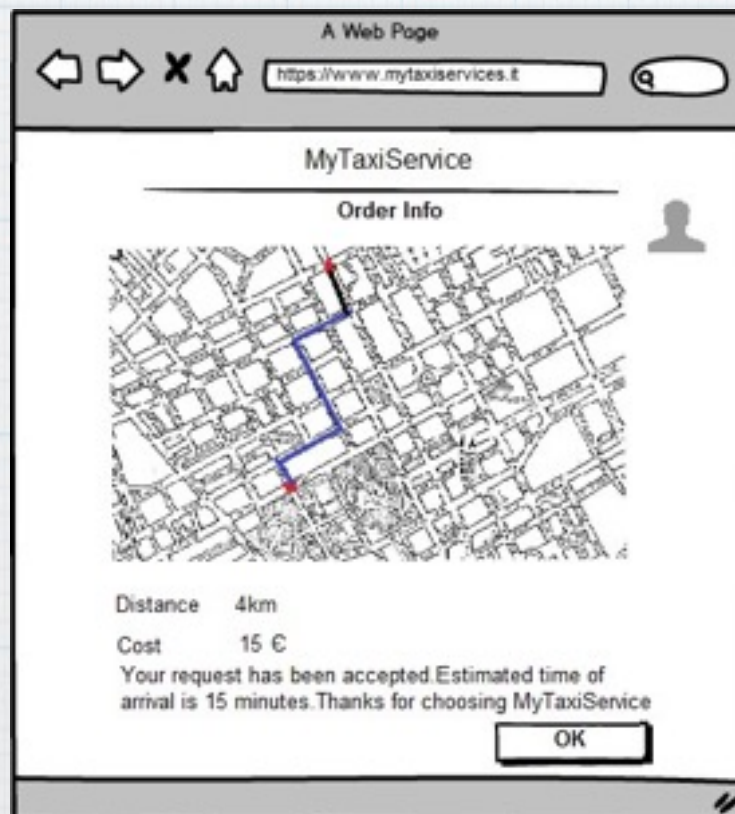 A Web Page
https://www.mytaxiservices.it
MyTaxiService
Order Info
Distance 4km
Cost 15 €
Your request has been accepted.Estimated time of
arrival is 15 minutes.Thanks for choosing MyTaxiService
OK